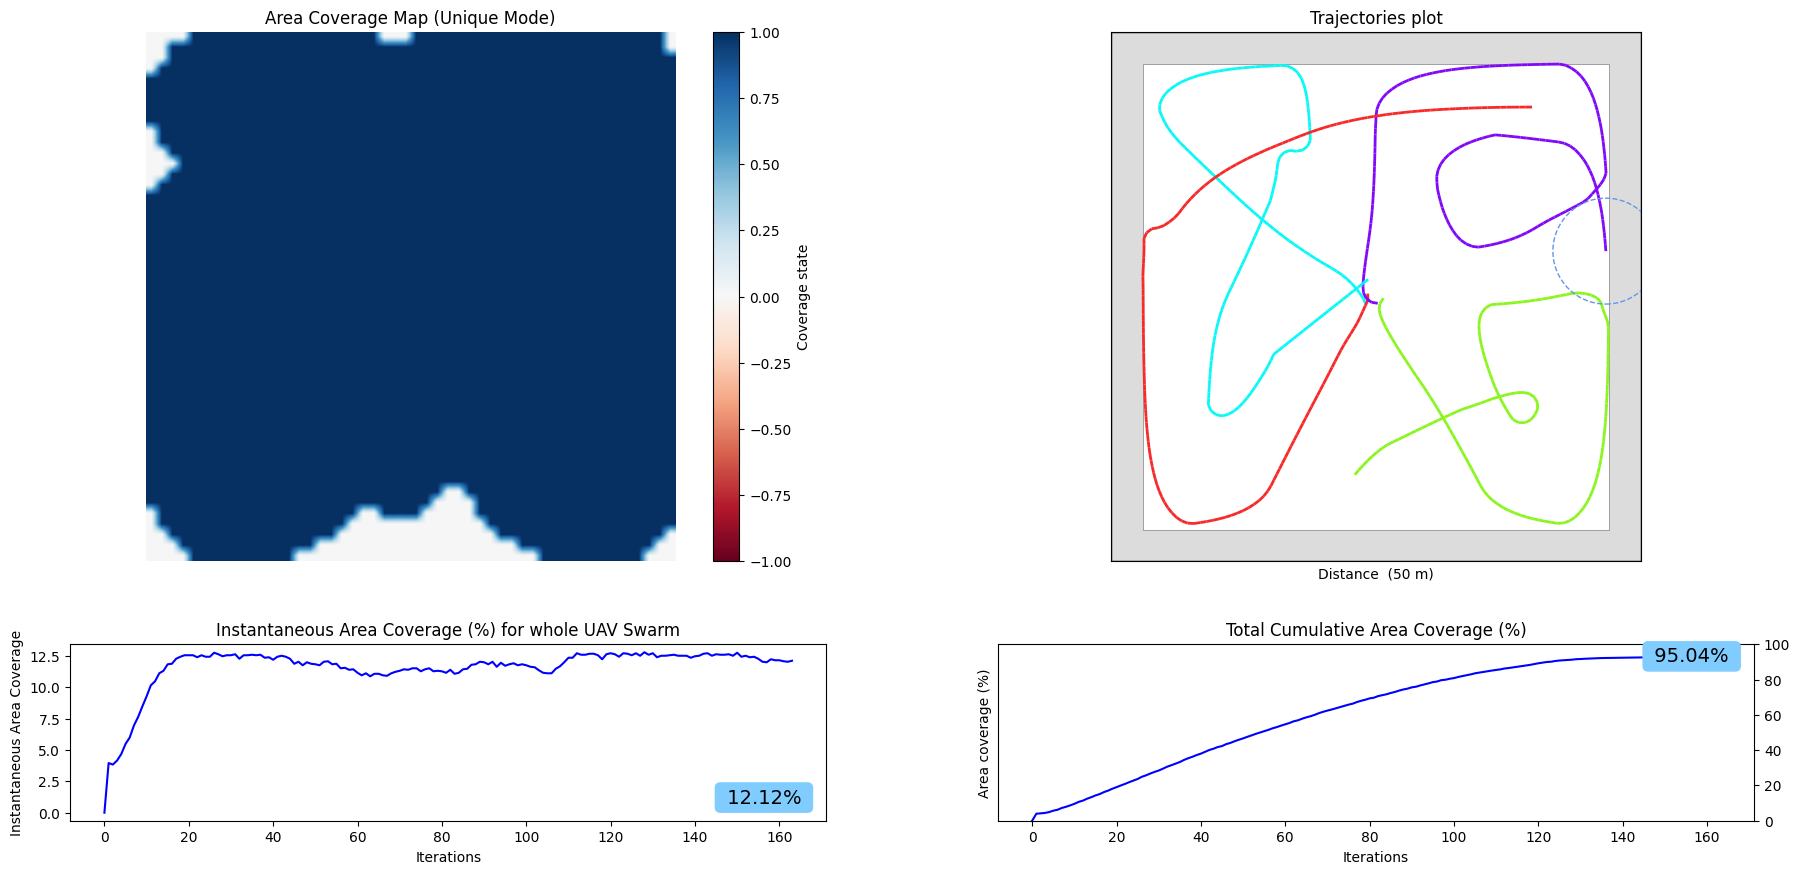 Area Coverage Map (Unique Mode)
1.00
0.75
0.50
0.25
0.00
−0.25
−0.50
−0.75
−1.00
Coverage state
Trajectories plot
Distance  (50 m)
Instantaneous Area Coverage (%) for whole UAV Swarm
Instantaneous Area Coverage
12.5
10.0
7.5
5.0
2.5
0.0
12.12%
0 20 40 60 80 100 120 140 160
Iterations
Total Cumulative Area Coverage (%)
Area coverage (%)
95.04%
100
80
60
40
20
0
0 20 40 60 80 100 120 140 160
Iterations